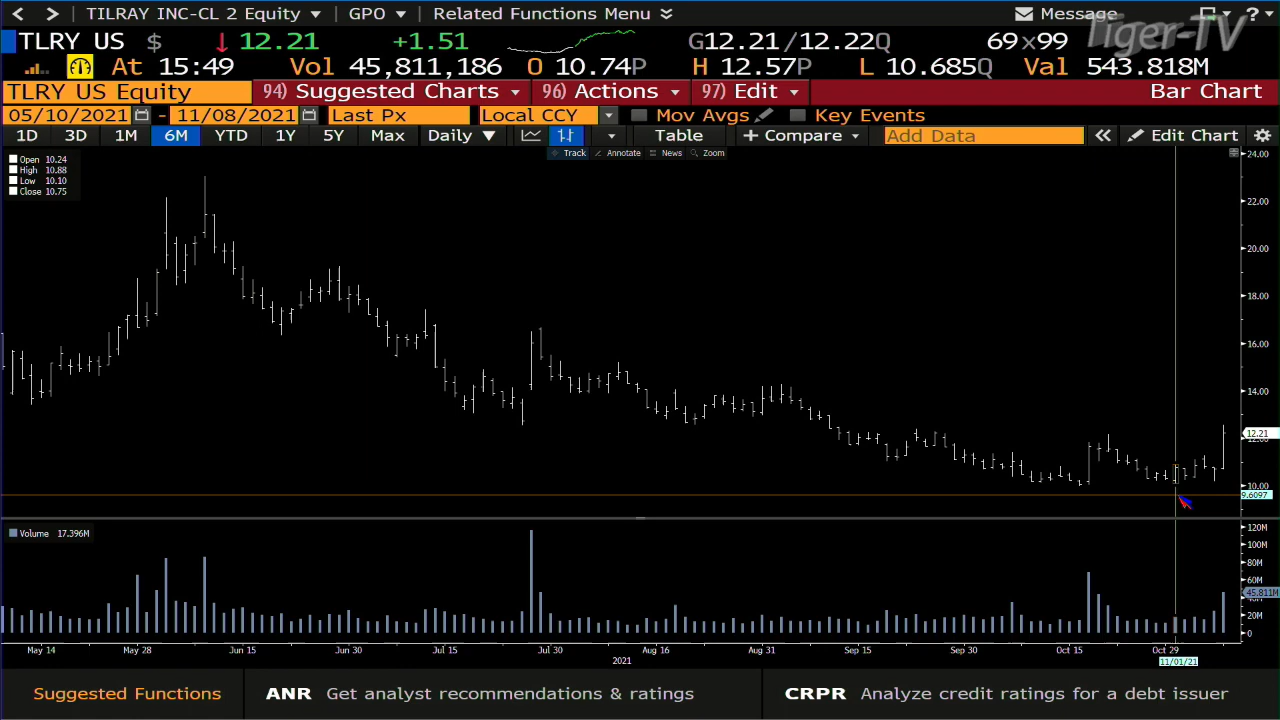 TILRAY INC-CL 2 Equity GPO Related Functions Menu Message ?
Tiger-TV
TLRY US $ 12.21 +1.51 G12.21/12.22Q 69x99
At 15:49 Vol 45,811,186 O 10.74P H 12.57P L 10.685Q Val 543.818M
TLRY US Equity 94) Suggested Charts 96) Actions 97) Edit Bar Chart
05/10/2021 - 11/08/2021 Last Px Local CCY Mov Avgs Key Events
1D 3D 1M 6M YTD 1Y 5Y Max Daily Table + Compare Add Data Edit Chart
Track Annotate News Zoom
Open 10.24
High 10.88
Low 10.10
Close 10.75
24.00
22.00
20.00
18.00
16.00
14.00
12.21
12.00
10.00
9.6097
Volume 17.396M
120M
100M
80M
60M
45.811M
40M
20M
0
May 14 May 28 Jun 15 Jun 30 Jul 15 Jul 30 Aug 16 Aug 31 Sep 15 Sep 30 Oct 15 Oct 29
2021 11/01/21
Suggested Functions ANR Get analyst recommendations & ratings CRPR Analyze credit ratings for a debt issuer